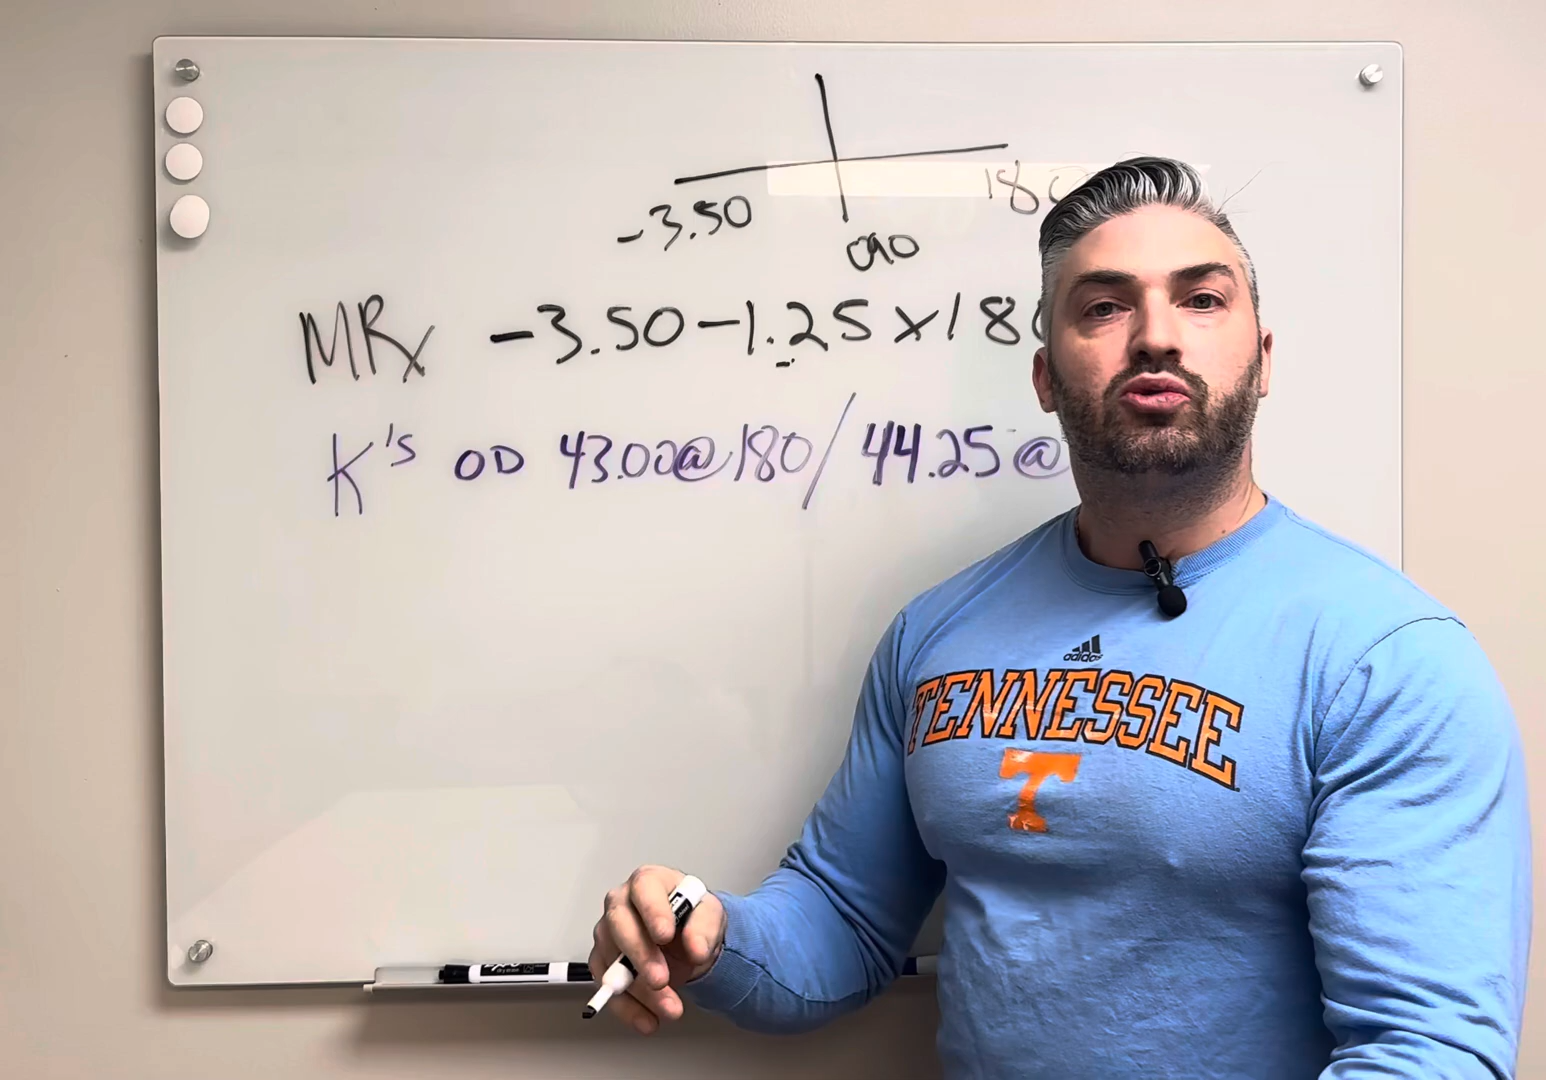 180
-3.50
090
MRx -3.50-1.25x180
K's OD 43.00@180/44.25@
adidas
TENNESSEE
T